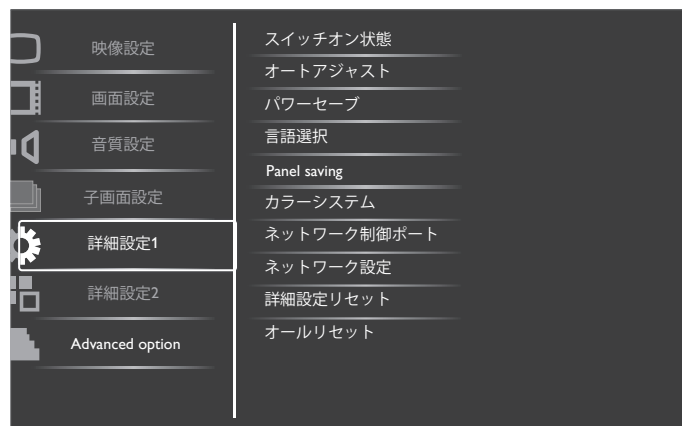 映像設定
画面設定
音質設定
子画面設定
詳細設定1
詳細設定2
Advanced option
スイッチオン状態
オートアジャスト
パワーセーブ
言語選択
Panel saving
カラーシステム
ネットワーク制御ポート
ネットワーク設定
詳細設定リセット
オールリセット